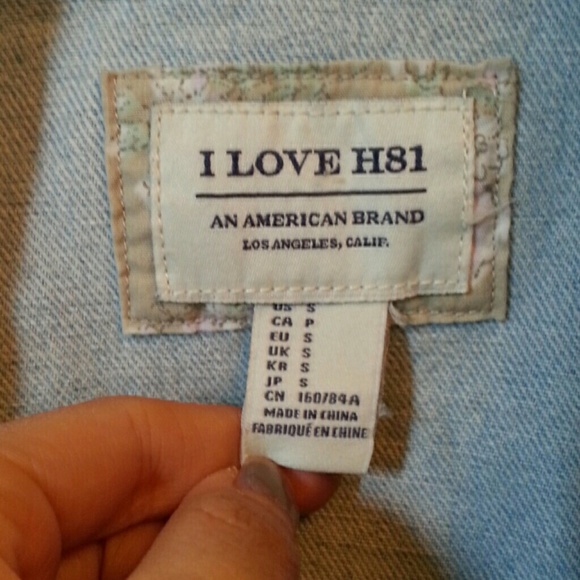 I LOVE H81
AN AMERICAN BRAND
LOS ANGELES, CALIF.
US S
CA P
EU S
UK S
KR S
JP S
CN 160/84A
MADE IN CHINA
FABRIQUÉ EN CHINE